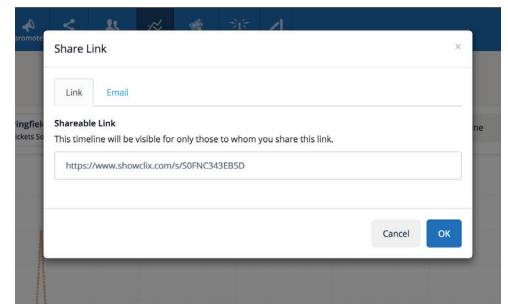 promote
Share Link
×
Link
Email
Shareable Link
This timeline will be visible for only those to whom you share this link.
https://www.showclix.com/s/S0FNC343EB5D
Cancel
OK